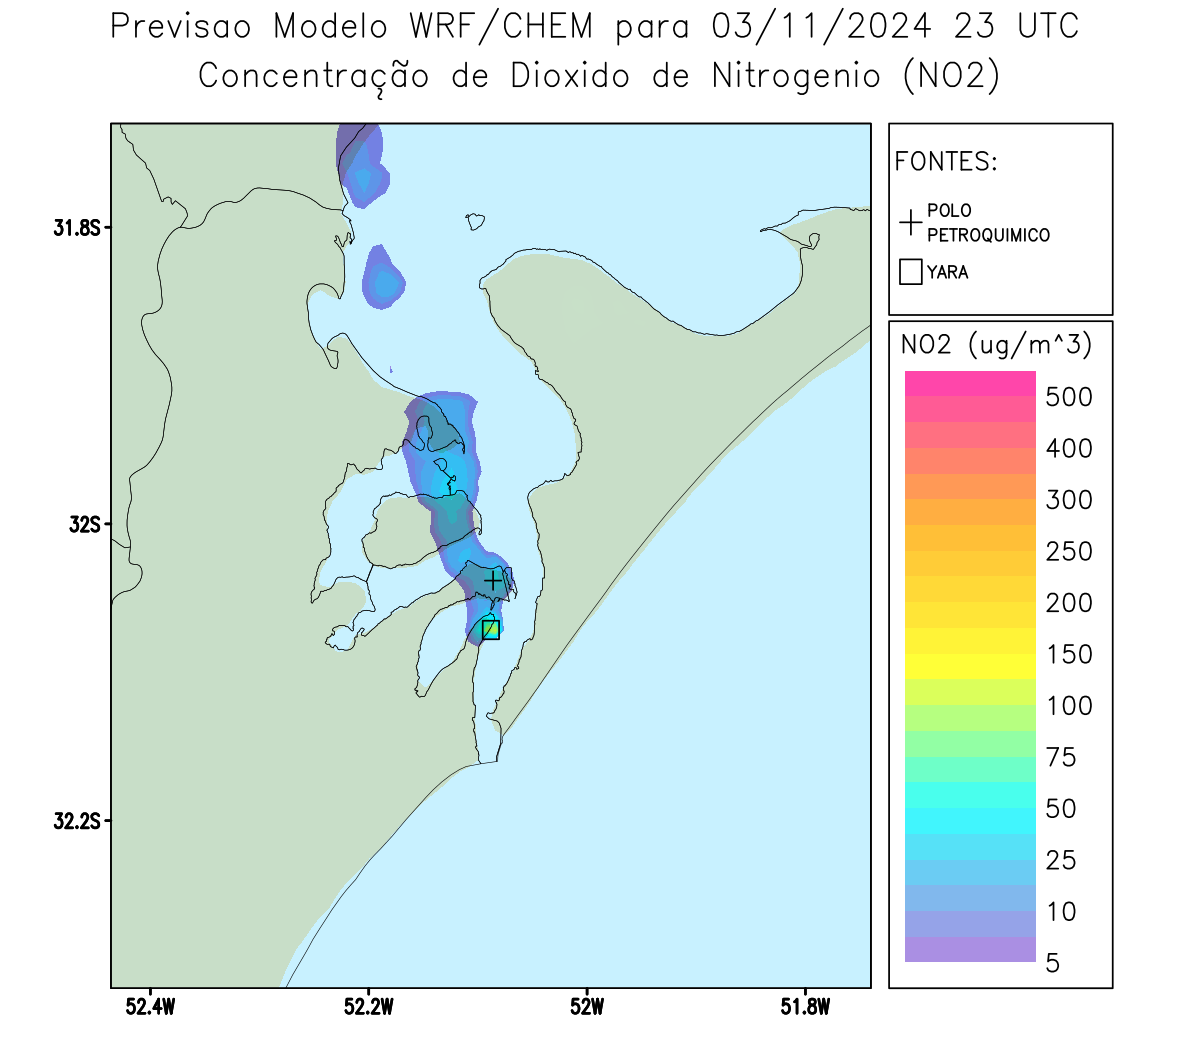 Previsao Modelo WRF/CHEM para 03/11/2024 23 UTC
Concentração de Dioxido de Nitrogenio (NO2)
FONTES:
POLO
PETROQUIMICO
YARA
31.8S
32S
32.2S
52.4W
52.2W
52W
51.8W
NO2 (ug/m^3)
500
400
300
250
200
150
100
75
50
25
10
5